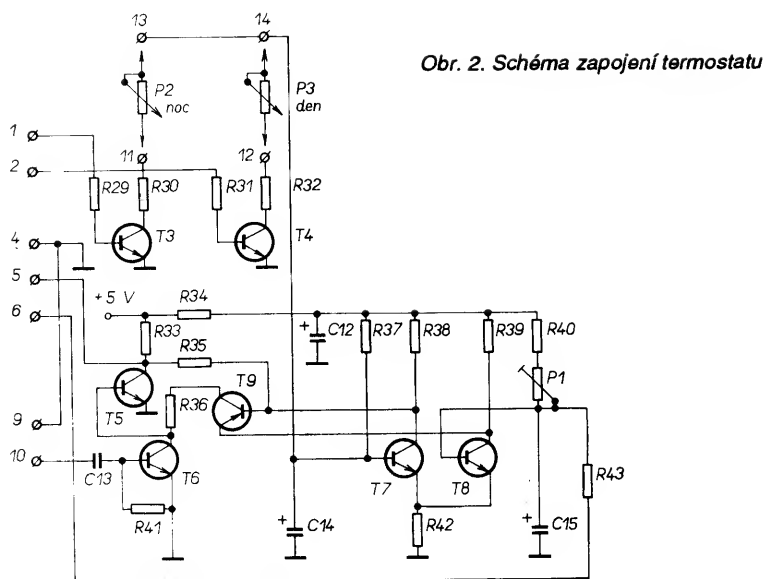 13 14
Obr. 2. Schéma zapojení termostatu
P2
noc
P3
den
1
2
11 12
R29 R30 R31 R32
T3 T4
4
5
6
+5 V R34
R33 R35 C12 + R37 R38 R39 R40
P1
T9
T5 R36
9
10
C13 T6 T7 T8 R43
R41 + C14 R42 + C15